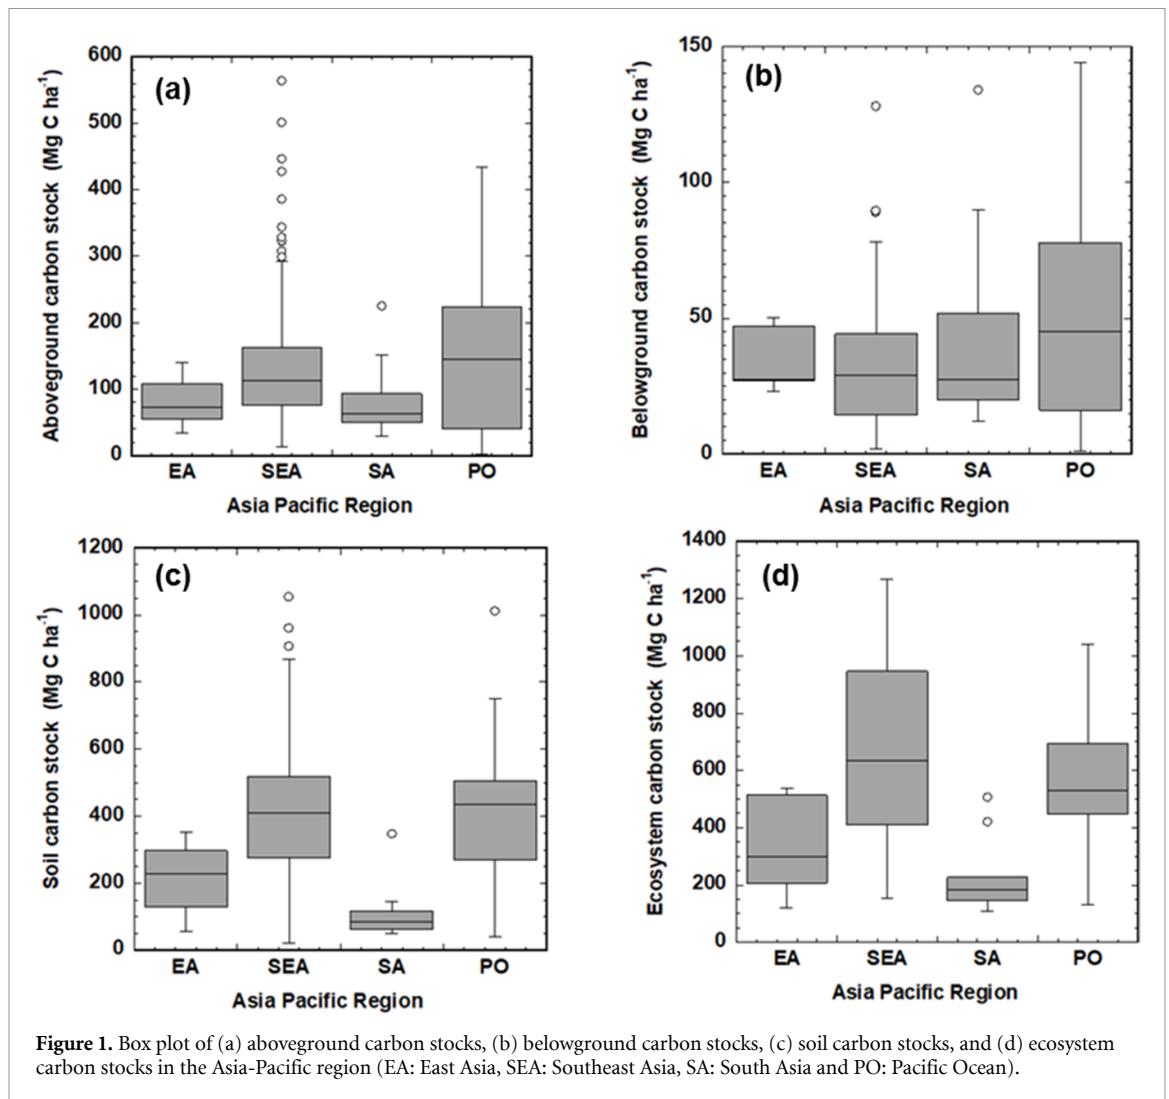 (a)
Aboveground carbon stock (Mg C ha-1)
600
500
400
300
200
100
0
EA SEA SA PO
Asia Pacific Region
(b)
Belowground carbon stock (Mg C ha-1)
150
100
50
0
EA SEA SA PO
Asia Pacific Region
(c)
Soil carbon stock (Mg C ha-1)
1200
1000
800
600
400
200
0
EA SEA SA PO
Asia Pacific Region
(d)
Ecosystem carbon stock (Mg C ha-1)
1400
1200
1000
800
600
400
200
0
EA SEA SA PO
Asia Pacific Region
Figure 1. Box plot of (a) aboveground carbon stocks, (b) belowground carbon stocks, (c) soil carbon stocks, and (d) ecosystem
carbon stocks in the Asia-Pacific region (EA: East Asia, SEA: Southeast Asia, SA: South Asia and PO: Pacific Ocean).